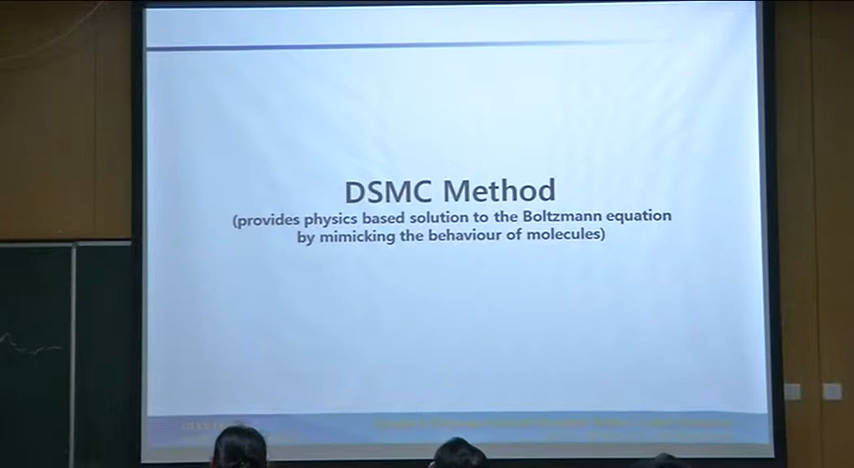 DSMC Method
(provides physics based solution to the Boltzmann equation
by mimicking the behaviour of molecules)